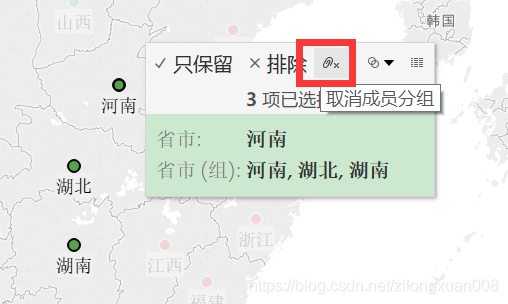 山西
韩国
✓ 只保留 × 排除
3 项已选择
取消成员分组
河南
省市: 河南
省市 (组): 河南, 湖北, 湖南
湖北
浙江
湖南
江西
福建
https://blog.csdn.net/zilongxuan008